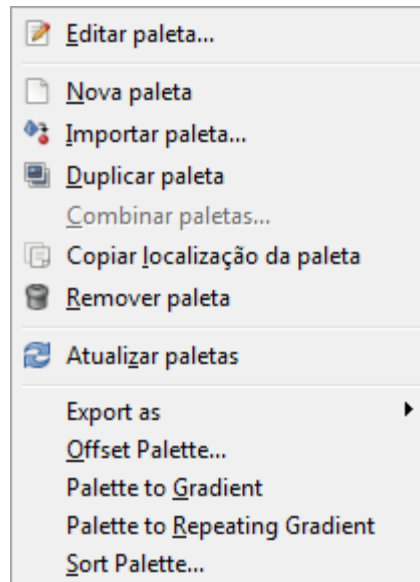 Editar paleta...
Nova paleta
Importar paleta...
Duplicar paleta
Combinar paletas...
Copiar localização da paleta
Remover paleta
Atualizar paletas
Export as
Offset Palette...
Palette to Gradient
Palette to Repeating Gradient
Sort Palette...